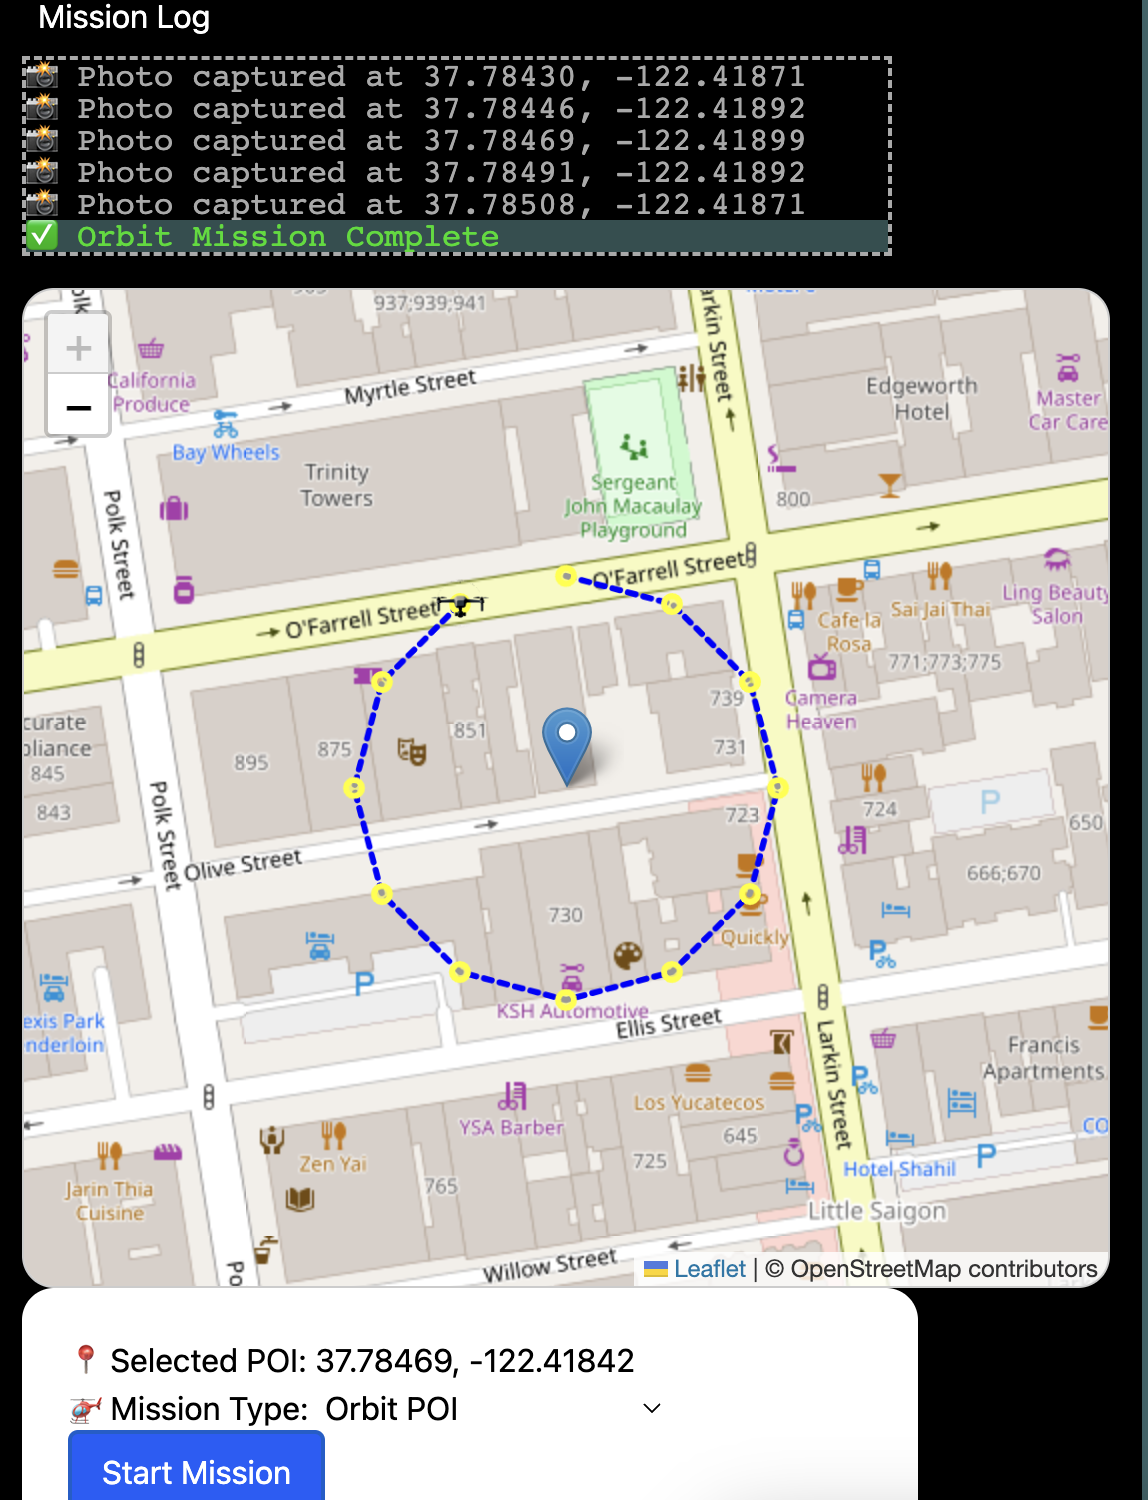 Mission Log
Photo captured at 37.78430, -122.41871
Photo captured at 37.78446, -122.41892
Photo captured at 37.78469, -122.41899
Photo captured at 37.78491, -122.41892
Photo captured at 37.78508, -122.41871
Orbit Mission Complete
937;939;941
+
−
California
Produce
Myrtle Street
Bay Wheels
Trinity
Towers
Sergeant
John Macaulay
Playground
Larkin Street
Edgeworth
Hotel
Master
Car Care
800
Polk Street
O'Farrell Street
O'Farrell Street
Cafe la
Rosa
Sai Jai Thai
Ling Beauty
Salon
771;773;775
Camera
Heaven
curate
pliance
845
843
895
875
851
739
731
723
724
P
650
666;670
Polk Street
Olive Street
730
Quickly
P
KSH Automotive
Ellis Street
exis Park
nderloin
Larkin Street
Francis
Apartments
P
P
Los Yucatecos
YSA Barber
645
725
CO
Hotel Shahil
P
Zen Yai
Jarin Thia
Cuisine
765
Little Saigon
Po
Willow Street
Leaflet | © OpenStreetMap contributors
Selected POI: 37.78469, -122.41842
Mission Type: Orbit POI
Start Mission